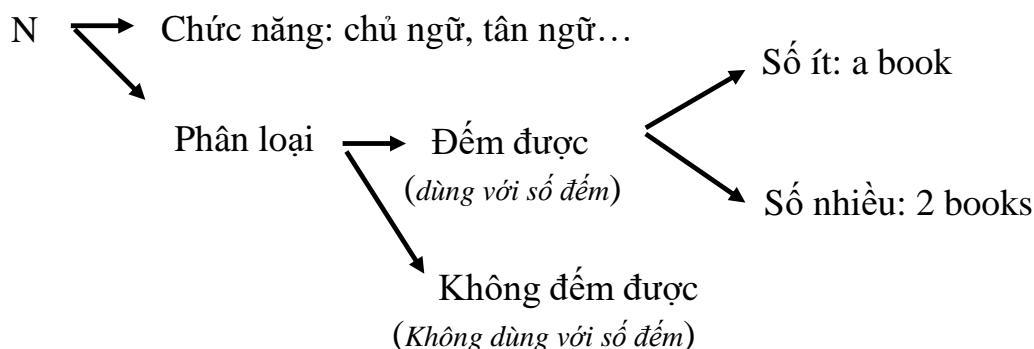 N
Chức năng: chủ ngữ, tân ngữ…
Phân loại
Đếm được
(dùng với số đếm)
Số ít: a book
Số nhiều: 2 books
Không đếm được
(Không dùng với số đếm)